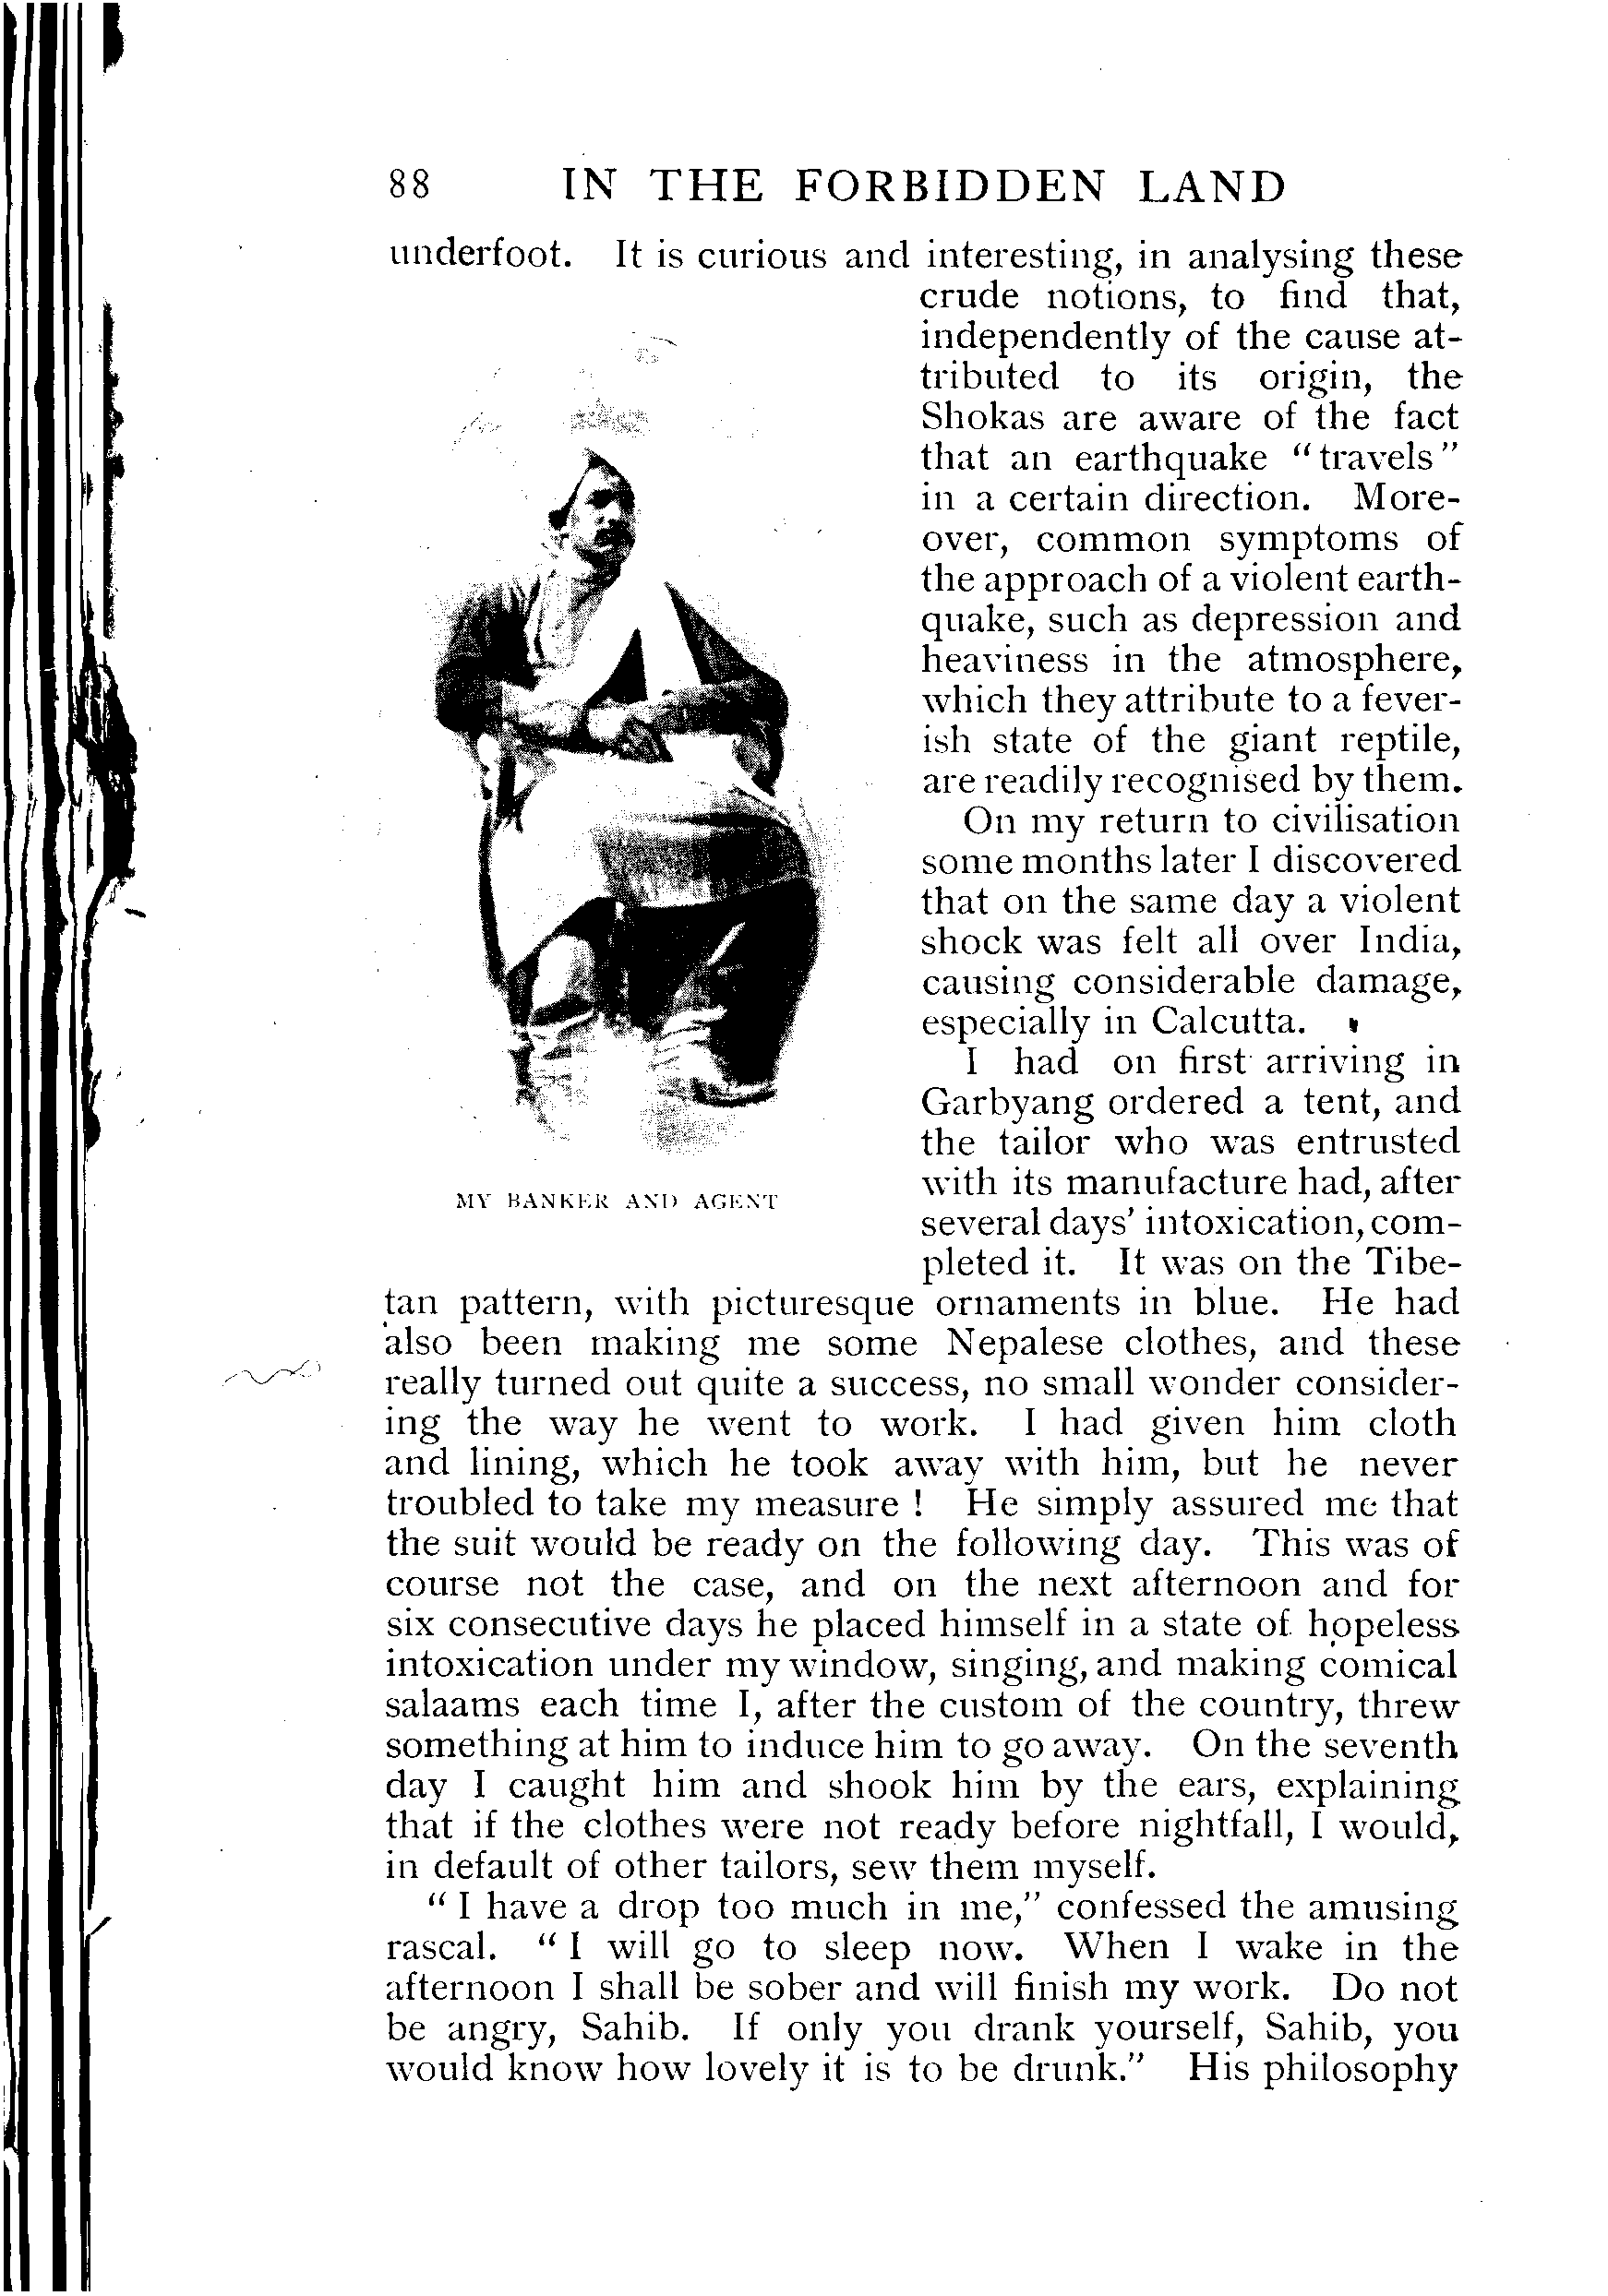 88 IN THE FORBIDDEN LAND
underfoot. It is curious and interesting, in analysing these
crude notions, to find that,
independently of the cause at-
tributed to its origin, the
Shokas are aware of the fact
that an earthquake “travels”
in a certain direction. More-
over, common symptoms of
the approach of a violent earth-
quake, such as depression and
heaviness in the atmosphere,
which they attribute to a fever-
ish state of the giant reptile,
are readily recognised by them.
On my return to civilisation
some months later I discovered
that on the same day a violent
shock was felt all over India,
causing considerable damage,
especially in Calcutta.
I had on first arriving in
Garbyang ordered a tent, and
the tailor who was entrusted
with its manufacture had, after
several days’ intoxication, com-
pleted it. It was on the Tibe-
MY BANKER AND AGENT
tan pattern, with picturesque ornaments in blue. He had
also been making me some Nepalese clothes, and these
really turned out quite a success, no small wonder consider-
ing the way he went to work. I had given him cloth
and lining, which he took away with him, but he never
troubled to take my measure ! He simply assured me that
the suit would be ready on the following day. This was of
course not the case, and on the next afternoon and for
six consecutive days he placed himself in a state of hopeless
intoxication under my window, singing, and making comical
salaams each time I, after the custom of the country, threw
something at him to induce him to go away. On the seventh
day I caught him and shook him by the ears, explaining
that if the clothes were not ready before nightfall, I would,
in default of other tailors, sew them myself.
“ I have a drop too much in me,” confessed the amusing
rascal. “ I will go to sleep now. When I wake in the
afternoon I shall be sober and will finish my work. Do not
be angry, Sahib. If only you drank yourself, Sahib, you
would know how lovely it is to be drunk.” His philosophy